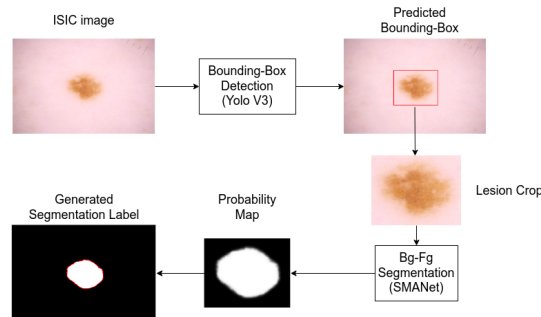 ISIC image
Bounding-Box
Detection
(Yolo V3)
Predicted
Bounding-Box
Lesion Crop
Bg-Fg
Segmentation
(SMANet)
Probability
Map
Generated
Segmentation Label